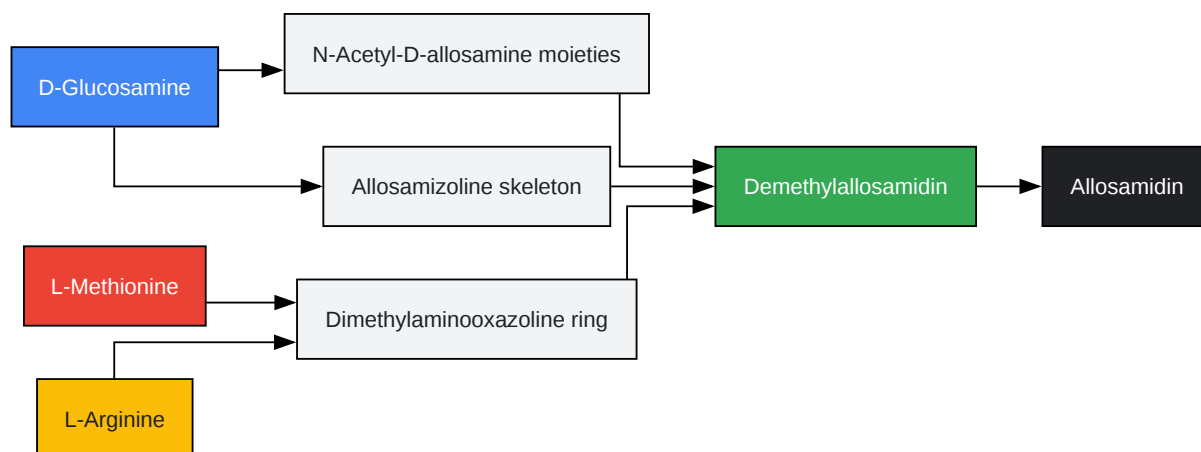 N-Acetyl-D-allosamine moieties
D-Glucosamine
Allosamizoline skeleton
Demethylallosamidin
Allosamidin
L-Methionine
Dimethylaminooxazoline ring
L-Arginine